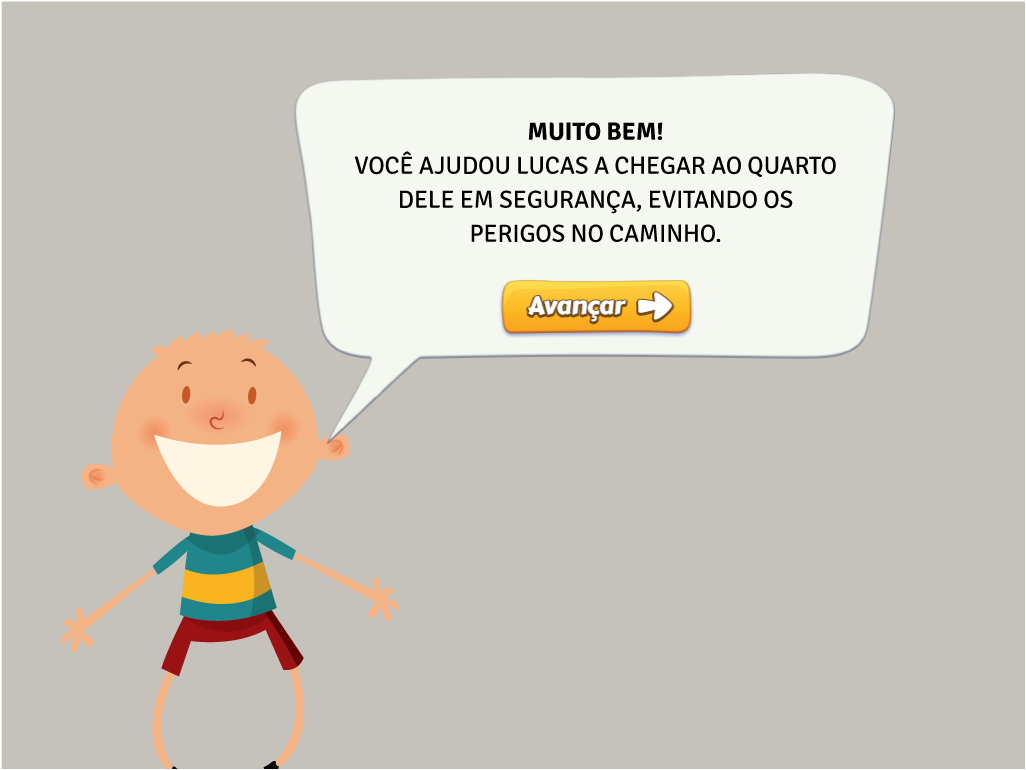 MUITO BEM!
VOCÊ AJUDOU LUCAS A CHEGAR AO QUARTO
DELE EM SEGURANÇA, EVITANDO OS
PERIGOS NO CAMINHO.
Avançar